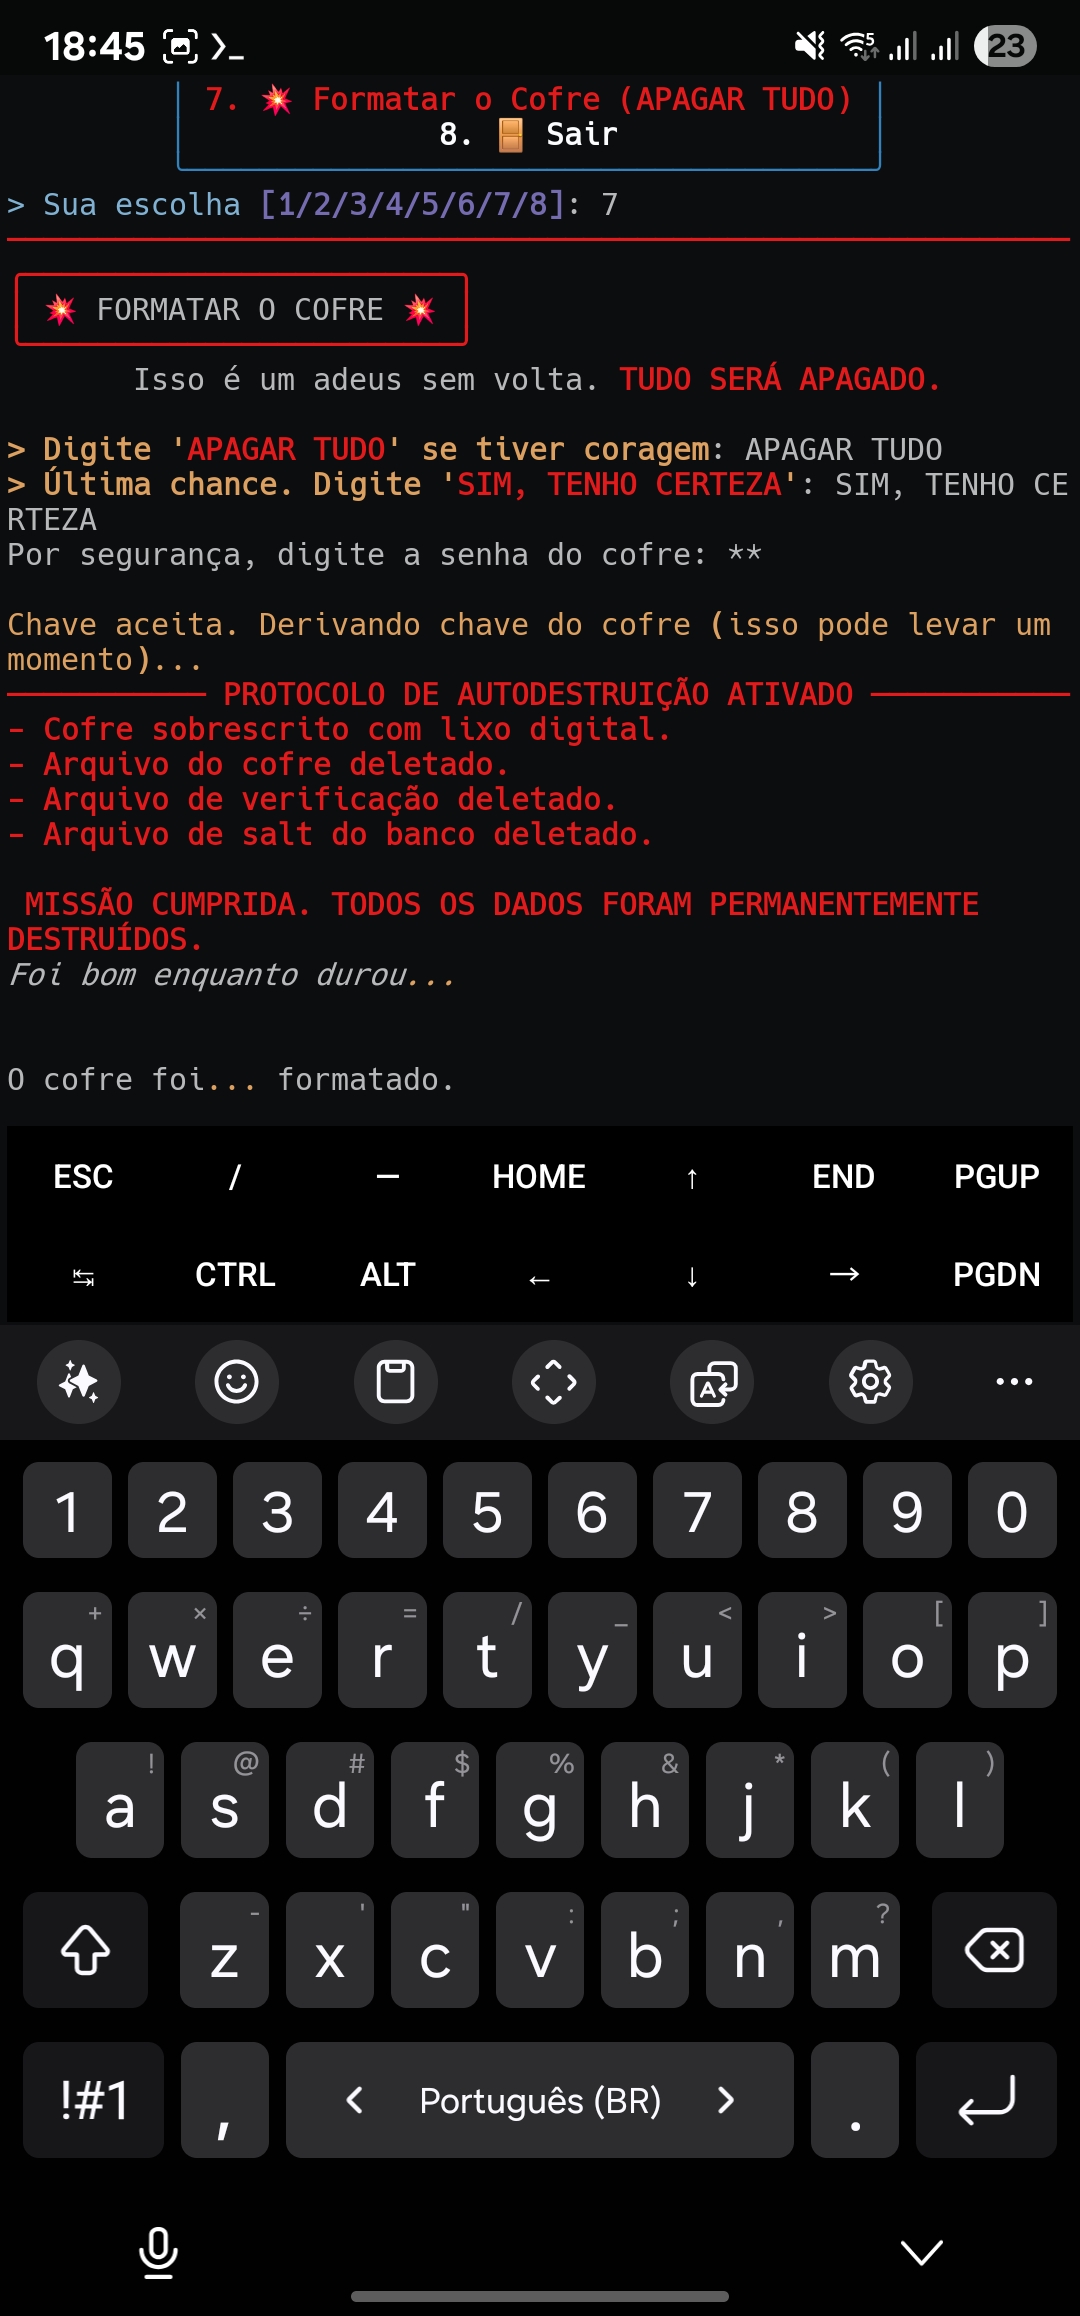 18:45
5
23
7. 💥 Formatar o Cofre (APAGAR TUDO)
8. 🚪 Sair
> Sua escolha [1/2/3/4/5/6/7/8]: 7
💥 FORMATAR O COFRE 💥
Isso é um adeus sem volta. TUDO SERÁ APAGADO.
> Digite 'APAGAR TUDO' se tiver coragem: APAGAR TUDO
> Última chance. Digite 'SIM, TENHO CERTEZA': SIM, TENHO CE
RTEZA
Por segurança, digite a senha do cofre: **
Chave aceita. Derivando chave do cofre (isso pode levar um
momento)...
PROTOCOLO DE AUTODESTRUIÇÃO ATIVADO
- Cofre sobrescrito com lixo digital.
- Arquivo do cofre deletado.
- Arquivo de verificação deletado.
- Arquivo de salt do banco deletado.
MISSÃO CUMPRIDA. TODOS OS DADOS FORAM PERMANENTEMENTE
DESTRUÍDOS.
Foi bom enquanto durou...
O cofre foi... formatado.
ESC / — HOME ↑ END PGUP
↹ CTRL ALT ← ↓ → PGDN
1 2 3 4 5 6 7 8 9 0
+ × ÷ = / _ < > [ ]
q w e r t y u i o p
! @ # $ % & * ( )
a s d f g h j k l
- ' " : ; , ?
z x c v b n m
!#1 , < Português (BR) > .